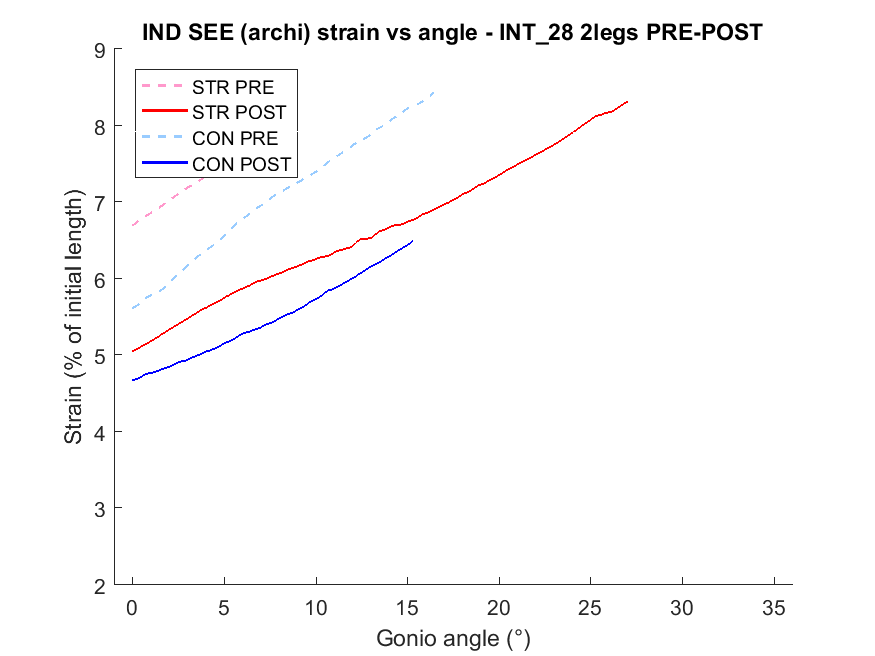 IND SEE (archi) strain vs angle - INT_28 2legs PRE-POST
9
8
7
6
5
4
3
2
Strain (% of initial length)
STR PRE
STR POST
CON PRE
CON POST
0 5 10 15 20 25 30 35
Gonio angle (°)